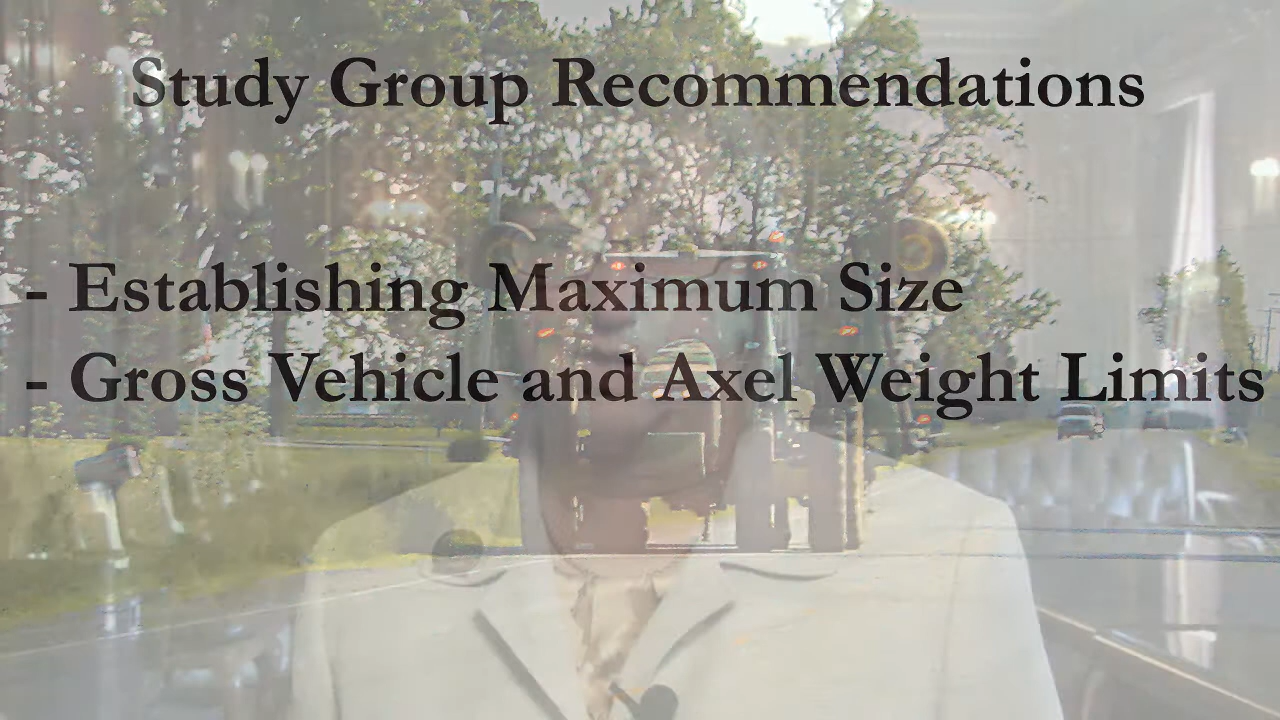 Study Group Recommendations
- Establishing Maximum Size
- Gross Vehicle and Axel Weight Limits